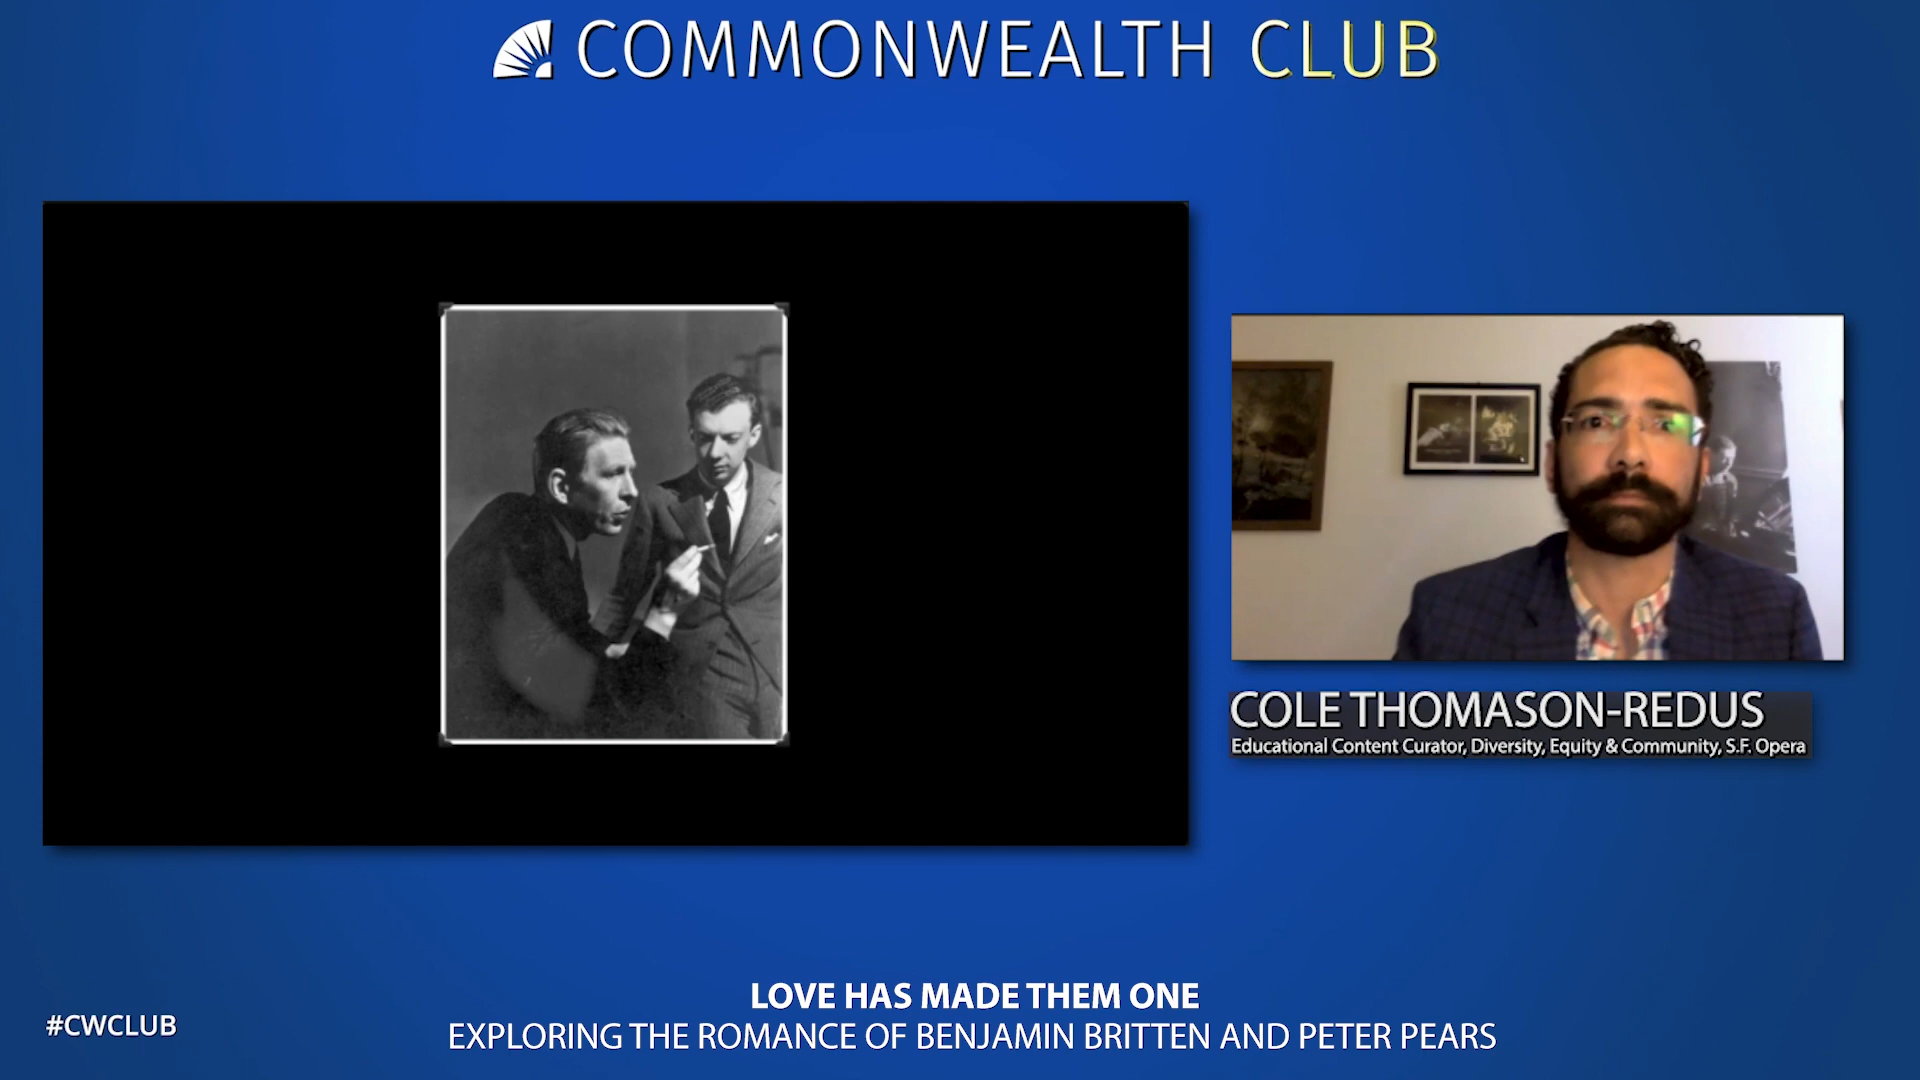 COMMONWEALTH CLUB
COLE THOMASON-REDUS
Educational Content Curator, Diversity, Equity & Community, S.F. Opera
LOVE HAS MADE THEM ONE
#CWCLUB
EXPLORING THE ROMANCE OF BENJAMIN BRITTEN AND PETER PEARS